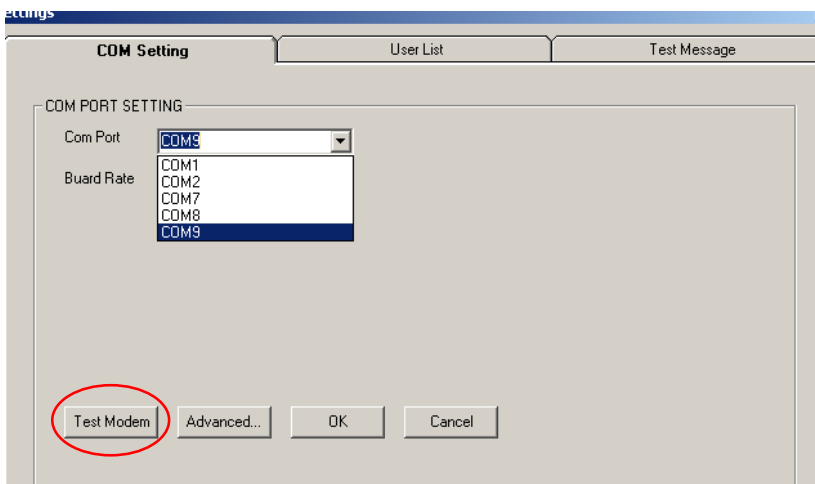 ettings
COM Setting User List Test Message
COM PORT SETTING
Com Port COM9
COM1
Buard Rate COM2
COM7
COM8
COM9
Test Modem Advanced... OK Cancel